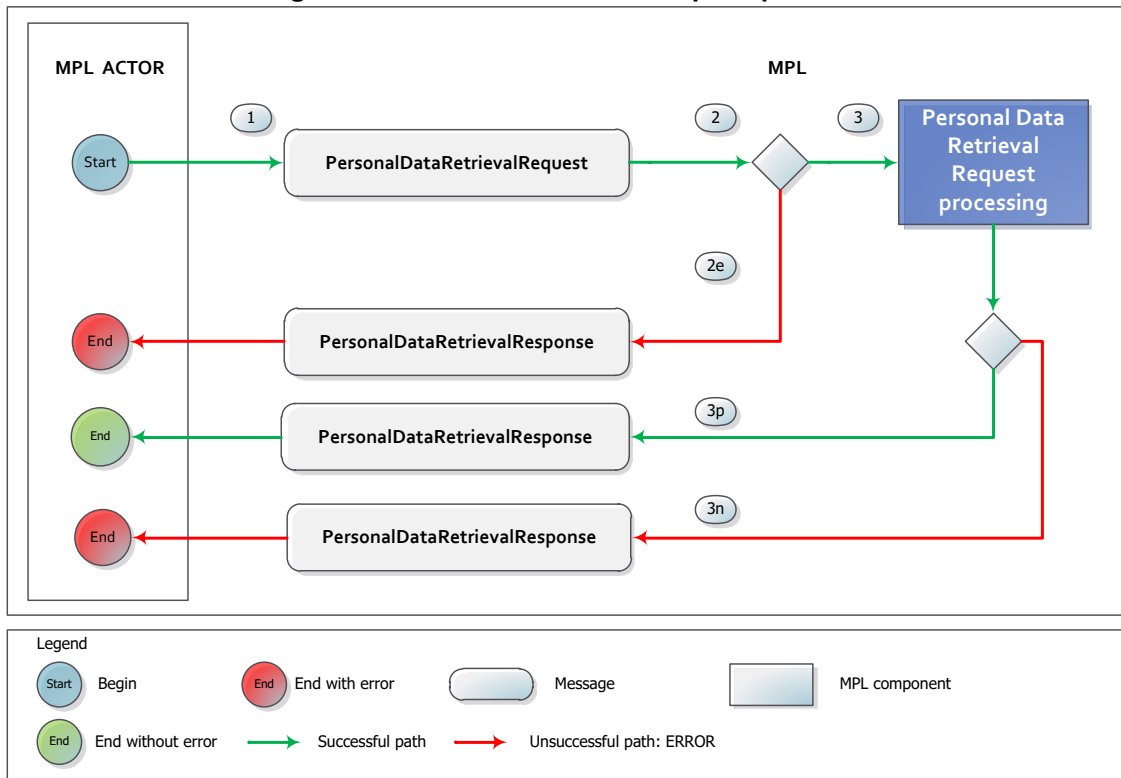 MPL ACTOR
MPL
1
2
3
Start
PersonalDataRetrievalRequest
Personal Data
Retrieval
Request
processing
2e
End
PersonalDataRetrievalResponse
3p
End
PersonalDataRetrievalResponse
3n
End
PersonalDataRetrievalResponse
Legend
Start
Begin
End
End with error
Message
MPL component
End
End without error
Successful path
Unsuccessful path: ERROR